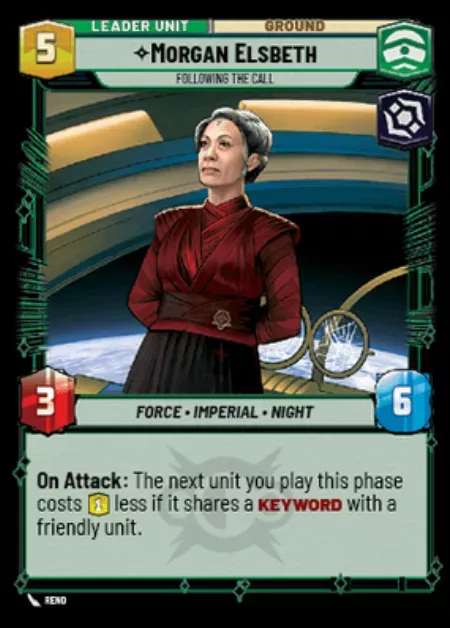 LEADER UNIT GROUND
5 MORGAN ELSBETH
FOLLOWING THE CALL
3 FORCE • IMPERIAL • NIGHT 6
On Attack: The next unit you play this phase
costs 1 less if it shares a KEYWORD with a
friendly unit.
REND